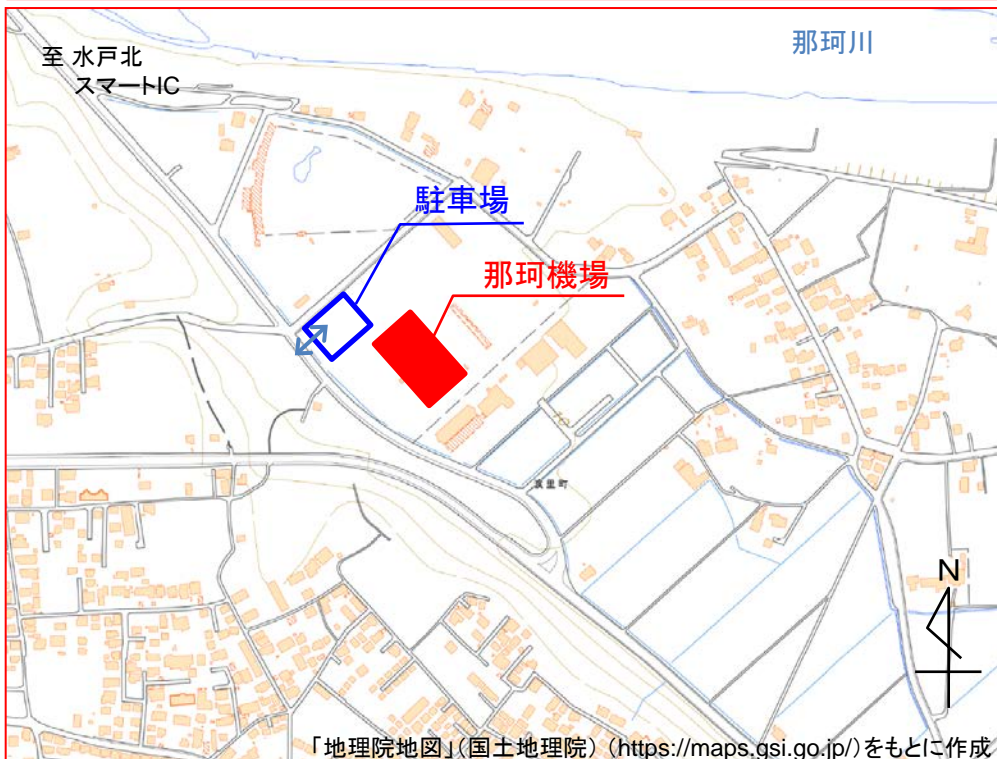 至 水戸北
スマートIC
那珂川
駐車場
那珂機場
N
「地理院地図」(国土地理院) (https://maps.gsi.go.jp/)をもとに作成